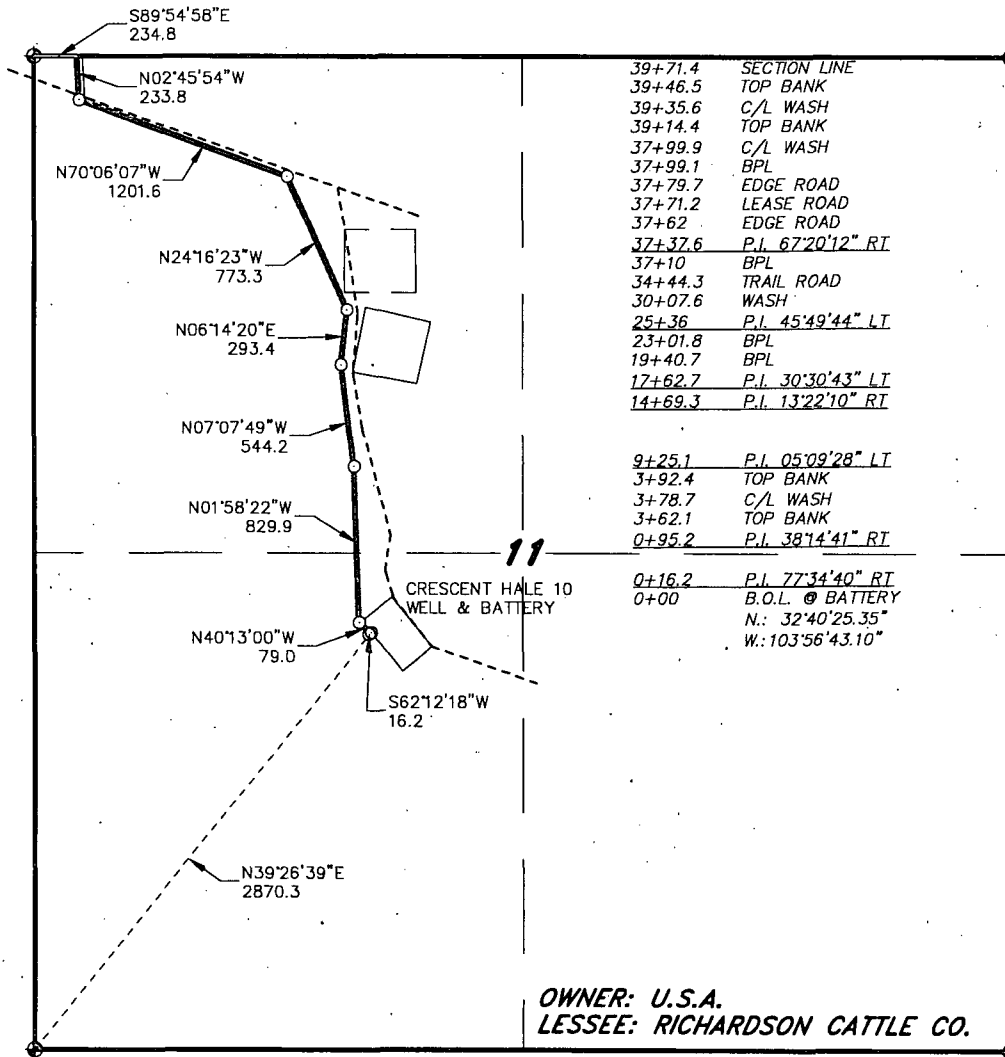 S89°54'58"E
234.8
N02°45'54"W
233.8
N70°06'07"W
1201.6
N24°16'23"W
773.3
N06°14'20"E
293.4
N07°07'49"W
544.2
N01°58'22"W
829.9
N40°13'00"W
79.0
S62°12'18"W
16.2
N39°26'39"E
2870.3
11
CRESCENT HALE 10
WELL & BATTERY
39+71.4 SECTION LINE
39+46.5 TOP BANK
39+35.6 C/L WASH
39+14.4 TOP BANK
37+99.9 C/L WASH
37+99.1 BPL
37+79.7 EDGE ROAD
37+71.2 LEASE ROAD
37+62 EDGE ROAD
37+37.6 P.I. 67°20'12" RT
37+10 BPL
34+44.3 TRAIL ROAD
30+07.6 WASH
25+36 P.I. 45°49'44" LT
23+01.8 BPL
19+40.7 BPL
17+62.7 P.I. 30°30'43" LT
14+69.3 P.I. 13°22'10" RT
9+25.1 P.I. 05°09'28" LT
3+92.4 TOP BANK
3+78.7 C/L WASH
3+62.1 TOP BANK
0+95.2 P.I. 38°14'41" RT
0+16.2 P.I. 77°34'40" RT
0+00 B.O.L. @ BATTERY
N.: 32°40'25.35"
W.: 103°56'43.10"
OWNER: U.S.A.
LESSEE: RICHARDSON CATTLE CO.